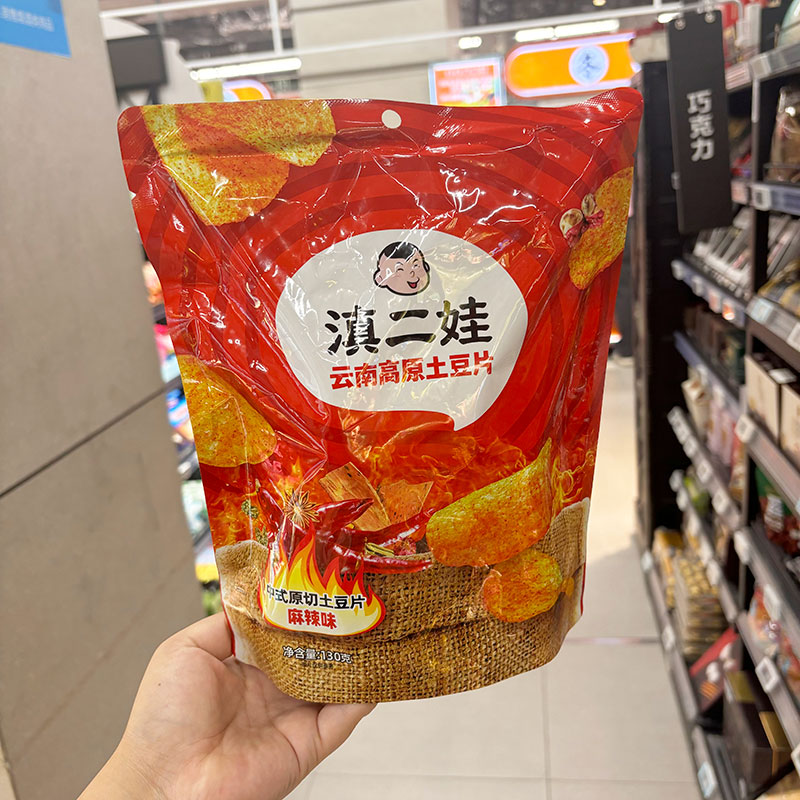 巧克力
滇二娃
云南高原土豆片
中式原切土豆片
麻辣味
净含量:130克